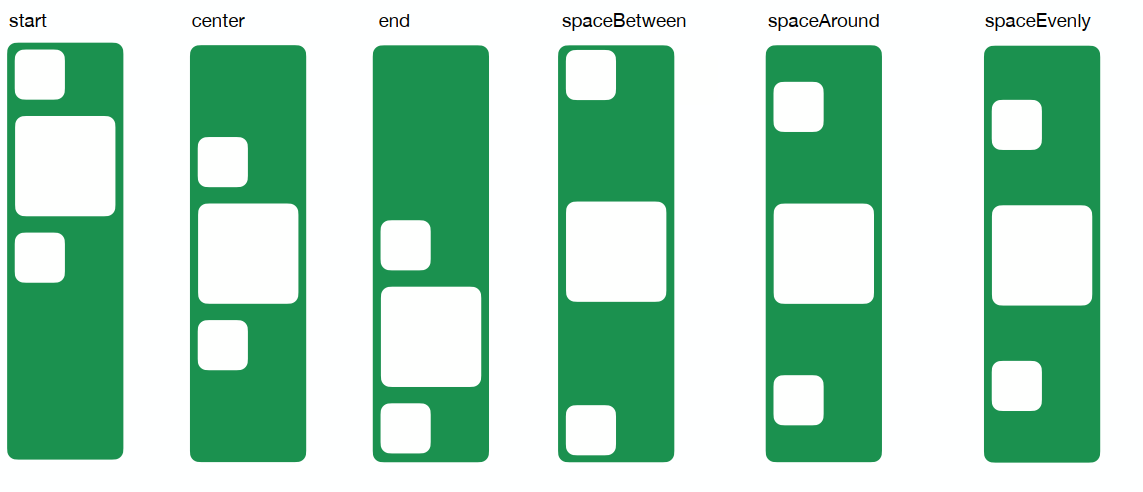 start
center
end
spaceBetween
spaceAround
spaceEvenly